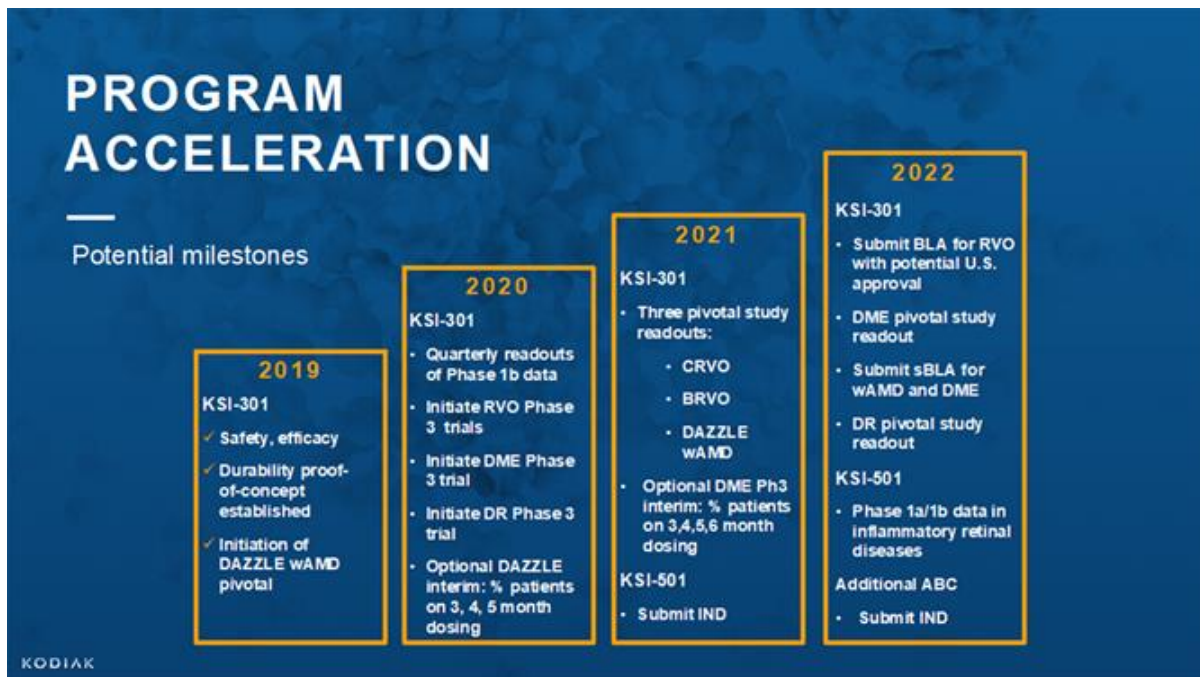 PROGRAM
ACCELERATION
Potential milestones
2019
KSI-301
✓ Safety, efficacy
✓ Durability proof-
of-concept
established
✓ Initiation of
DAZZLE wAMD
pivotal
2020
KSI-301
• Quarterly readouts
of Phase 1b data
• Initiate RVO Phase
3 trials
• Initiate DME Phase
3 trial
• Initiate DR Phase 3
trial
• Optional DAZZLE
interim: % patients
on 3, 4, 5 month
dosing
2021
KSI-301
• Three pivotal study
readouts:
• CRVO
• BRVO
• DAZZLE
wAMD
• Optional DME Ph3
interim: % patients
on 3,4,5,6 month
dosing
KSI-501
• Submit IND
2022
KSI-301
• Submit BLA for RVO
with potential U.S.
approval
• DME pivotal study
readout
• Submit sBLA for
wAMD and DME
• DR pivotal study
readout
KSI-501
• Phase 1a/1b data in
inflammatory retinal
diseases
Additional ABC
• Submit IND
KODIAK